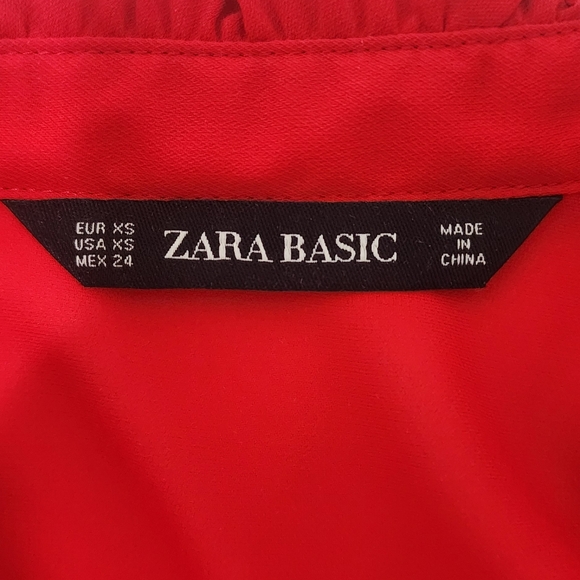 EUR XS
USA XS
MEX 24
ZARA BASIC
MADE
IN
CHINA